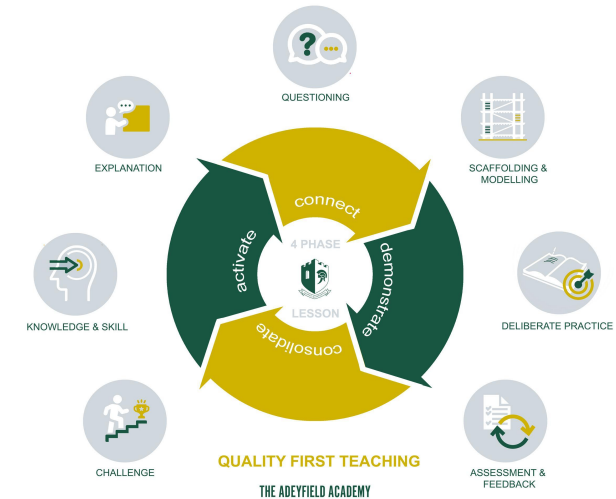 QUESTIONING
EXPLANATION
SCAFFOLDING &
MODELLING
connect
activate
4 PHASE
demonstrate
LESSON
consolidate
KNOWLEDGE & SKILL
DELIBERATE PRACTICE
CHALLENGE
QUALITY FIRST TEACHING
ASSESSMENT &
FEEDBACK
THE ADEYFIELD ACADEMY